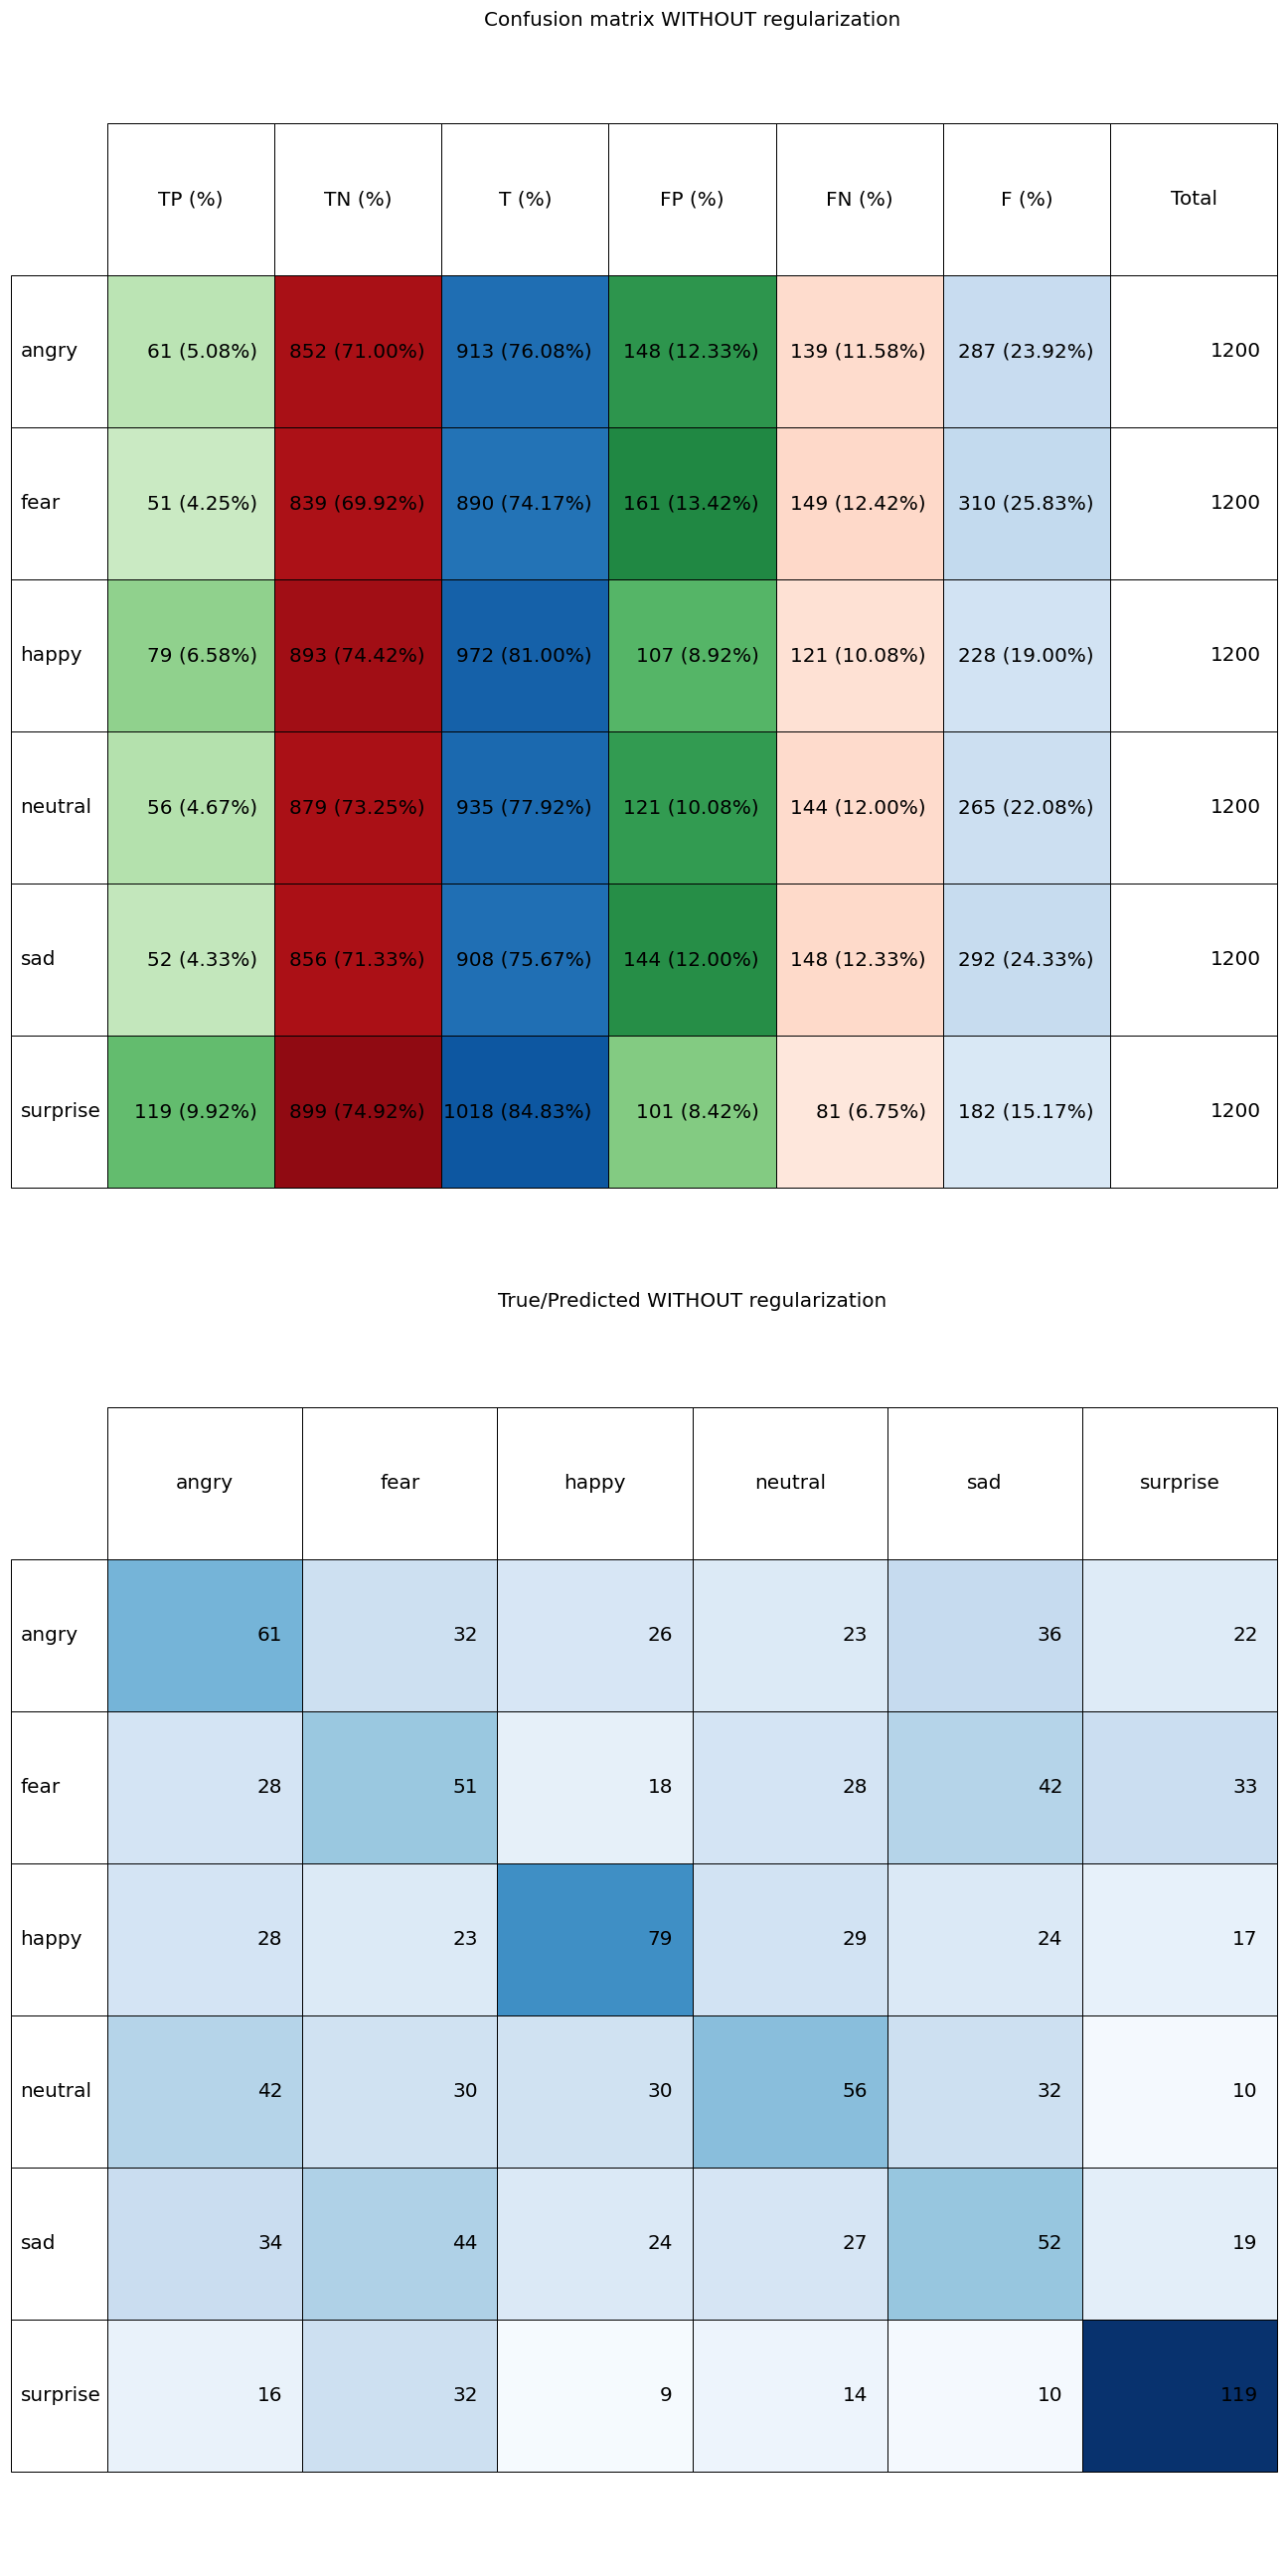 Confusion matrix WITHOUT regularization
TP (%) TN (%) T (%) FP (%) FN (%) F (%) Total
angry 61 (5.08%) 852 (71.00%) 913 (76.08%) 148 (12.33%) 139 (11.58%) 287 (23.92%) 1200
fear 51 (4.25%) 839 (69.92%) 890 (74.17%) 161 (13.42%) 149 (12.42%) 310 (25.83%) 1200
happy 79 (6.58%) 893 (74.42%) 972 (81.00%) 107 (8.92%) 121 (10.08%) 228 (19.00%) 1200
neutral 56 (4.67%) 879 (73.25%) 935 (77.92%) 121 (10.08%) 144 (12.00%) 265 (22.08%) 1200
sad 52 (4.33%) 856 (71.33%) 908 (75.67%) 144 (12.00%) 148 (12.33%) 292 (24.33%) 1200
surprise 119 (9.92%) 899 (74.92%) 1018 (84.83%) 101 (8.42%) 81 (6.75%) 182 (15.17%) 1200
True/Predicted WITHOUT regularization
angry fear happy neutral sad surprise
angry 61 32 26 23 36 22
fear 28 51 18 28 42 33
happy 28 23 79 29 24 17
neutral 42 30 30 56 32 10
sad 34 44 24 27 52 19
surprise 16 32 9 14 10 119